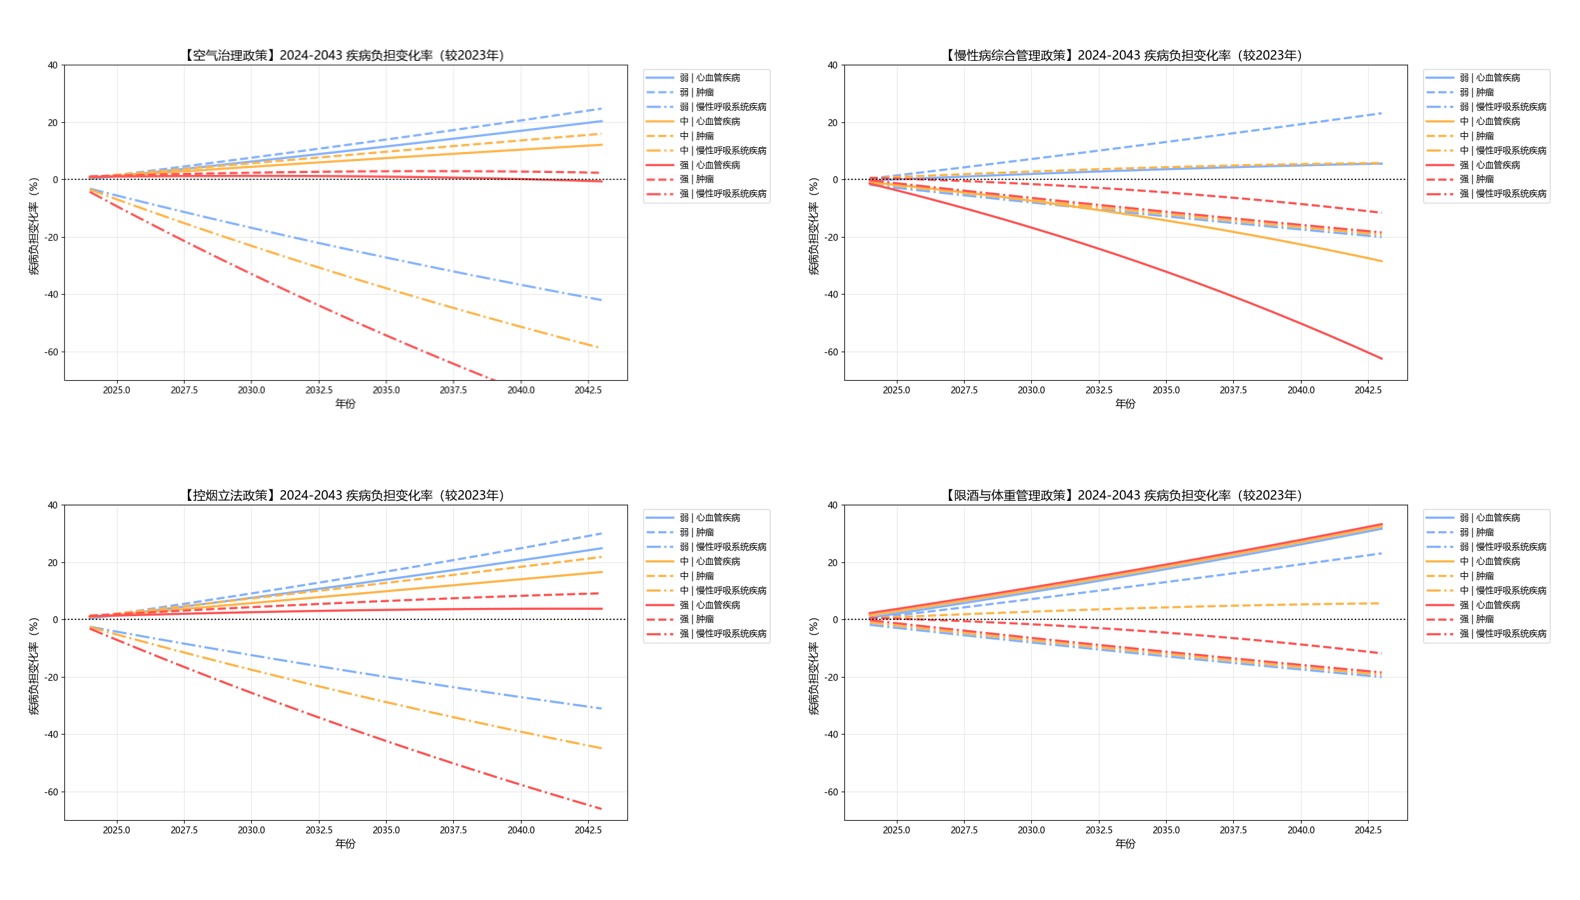 【空气治理政策】2024-2043 疾病负担变化率（较2023年）
40
20
0
-20
-40
-60
疾病负担变化率（%）
2025.0 2027.5 2030.0 2032.5 2035.0 2037.5 2040.0 2042.5
年份
弱 | 心血管疾病
弱 | 肿瘤
弱 | 慢性呼吸系统疾病
中 | 心血管疾病
中 | 肿瘤
中 | 慢性呼吸系统疾病
强 | 心血管疾病
强 | 肿瘤
强 | 慢性呼吸系统疾病
【慢性病综合管理政策】2024-2043 疾病负担变化率（较2023年）
40
20
0
-20
-40
-60
疾病负担变化率（%）
2025.0 2027.5 2030.0 2032.5 2035.0 2037.5 2040.0 2042.5
年份
弱 | 心血管疾病
弱 | 肿瘤
弱 | 慢性呼吸系统疾病
中 | 心血管疾病
中 | 肿瘤
中 | 慢性呼吸系统疾病
强 | 心血管疾病
强 | 肿瘤
强 | 慢性呼吸系统疾病
【控烟立法政策】2024-2043 疾病负担变化率（较2023年）
40
20
0
-20
-40
-60
疾病负担变化率（%）
2025.0 2027.5 2030.0 2032.5 2035.0 2037.5 2040.0 2042.5
年份
弱 | 心血管疾病
弱 | 肿瘤
弱 | 慢性呼吸系统疾病
中 | 心血管疾病
中 | 肿瘤
中 | 慢性呼吸系统疾病
强 | 心血管疾病
强 | 肿瘤
强 | 慢性呼吸系统疾病
【限酒与体重管理政策】2024-2043 疾病负担变化率（较2023年）
40
20
0
-20
-40
-60
疾病负担变化率（%）
2025.0 2027.5 2030.0 2032.5 2035.0 2037.5 2040.0 2042.5
年份
弱 | 心血管疾病
弱 | 肿瘤
弱 | 慢性呼吸系统疾病
中 | 心血管疾病
中 | 肿瘤
中 | 慢性呼吸系统疾病
强 | 心血管疾病
强 | 肿瘤
强 | 慢性呼吸系统疾病